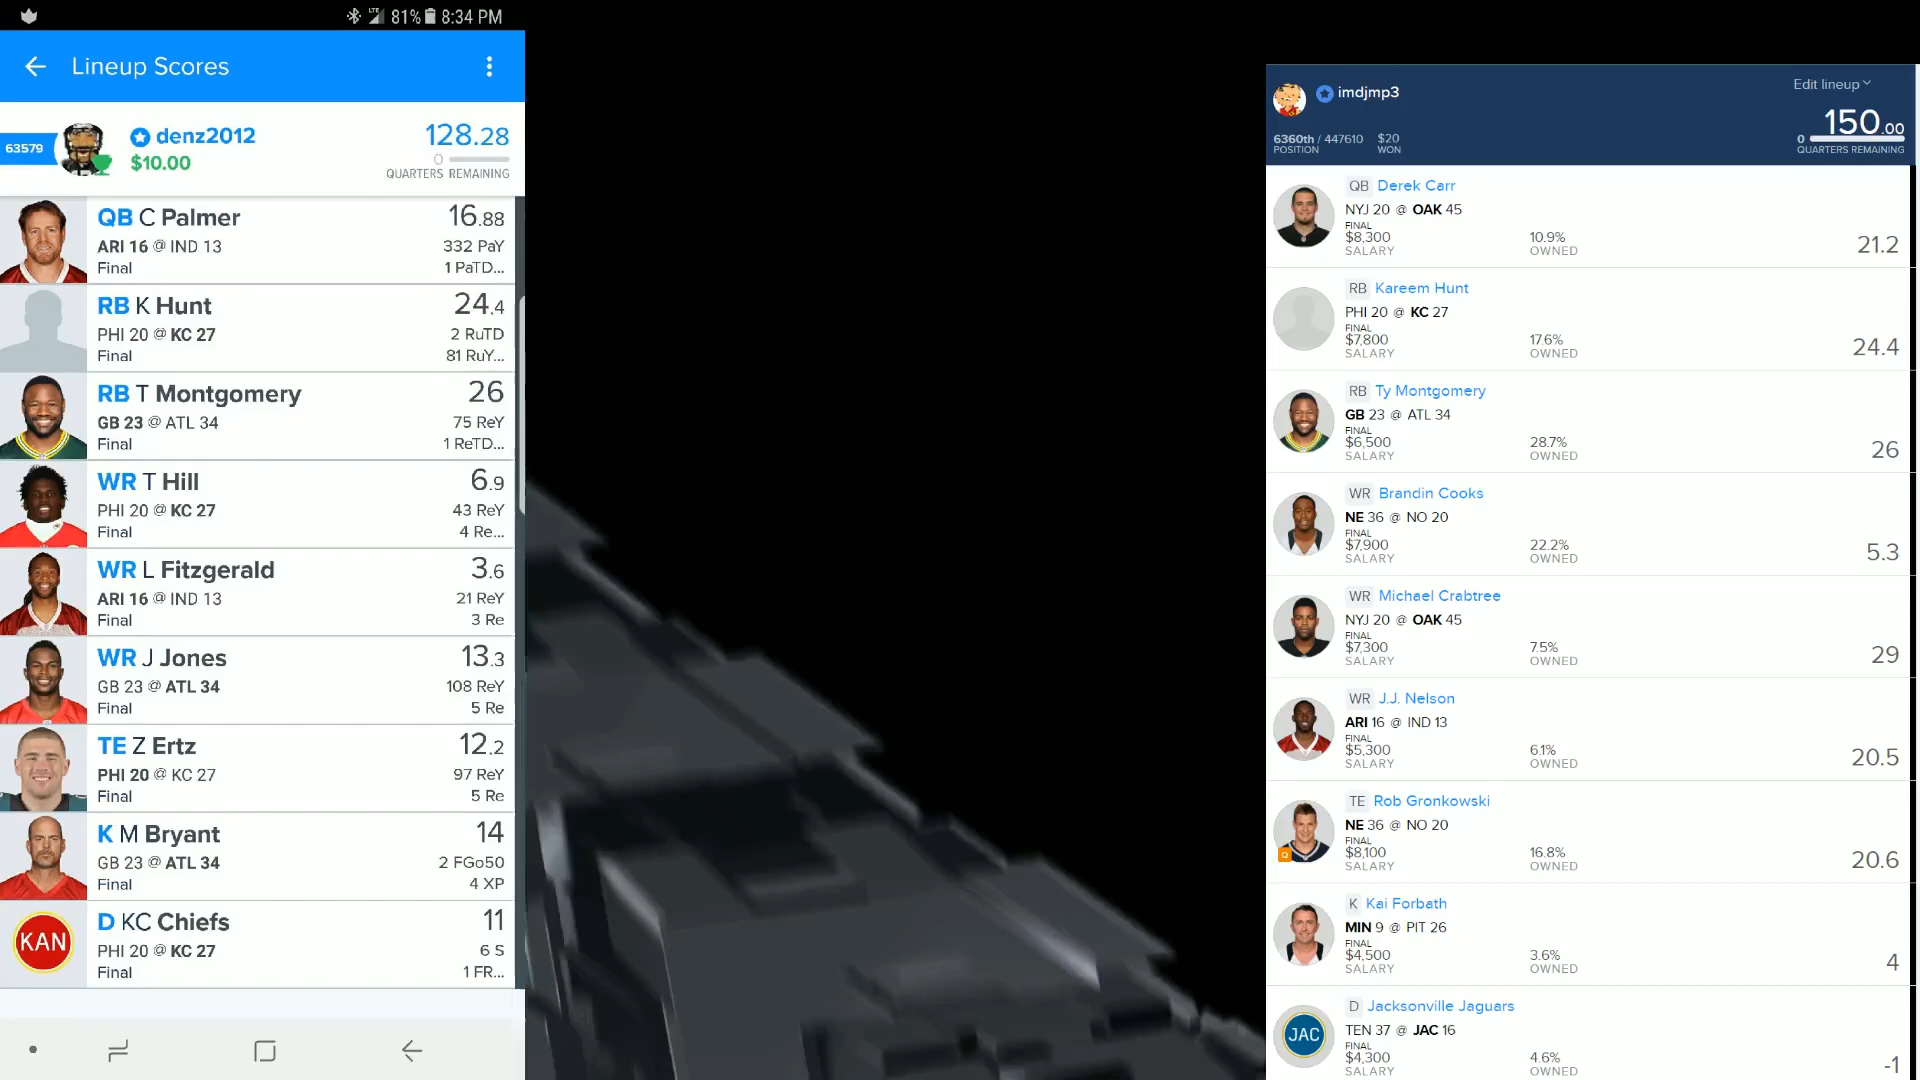 LTE 81% 8:34 PM
Lineup Scores
63579
denz2012
$10.00
128.28
0
QUARTERS REMAINING
QB C Palmer 16.88
ARI 16 @ IND 13 332 PaY
Final 1 PaTD...
RB K Hunt 24.4
PHI 20 @ KC 27 2 RuTD
Final 81 RuY...
RB T Montgomery 26
GB 23 @ ATL 34 75 ReY
Final 1 ReTD...
WR T Hill 6.9
PHI 20 @ KC 27 43 ReY
Final 4 Re...
WR L Fitzgerald 3.6
ARI 16 @ IND 13 21 ReY
Final 3 Re
WR J Jones 13.3
GB 23 @ ATL 34 108 ReY
Final 5 Re
TE Z Ertz 12.2
PHI 20 @ KC 27 97 ReY
Final 5 Re
K M Bryant 14
GB 23 @ ATL 34 2 FGo50
Final 4 XP
KAN
D KC Chiefs 11
PHI 20 @ KC 27 6 S
Final 1 FR...
imdjmp3
Edit lineup
150.00
6360th / 447610 $20 0
POSITION WON QUARTERS REMAINING
QB Derek Carr
NYJ 20 @ OAK 45
FINAL
$8,300 10.9% 21.2
SALARY OWNED
RB Kareem Hunt
PHI 20 @ KC 27
FINAL
$7,800 17.6% 24.4
SALARY OWNED
RB Ty Montgomery
GB 23 @ ATL 34
FINAL
$6,500 28.7% 26
SALARY OWNED
WR Brandin Cooks
NE 36 @ NO 20
FINAL
$7,900 22.2% 5.3
SALARY OWNED
WR Michael Crabtree
NYJ 20 @ OAK 45
FINAL
$7,300 7.5% 29
SALARY OWNED
WR J.J. Nelson
ARI 16 @ IND 13
FINAL
$5,300 6.1% 20.5
SALARY OWNED
TE Rob Gronkowski
NE 36 @ NO 20
FINAL
Q
$8,100 16.8% 20.6
SALARY OWNED
K Kai Forbath
MIN 9 @ PIT 26
FINAL
$4,500 3.6% 4
SALARY OWNED
D Jacksonville Jaguars
JAC
TEN 37 @ JAC 16
FINAL
$4,300 4.6% -1
SALARY OWNED